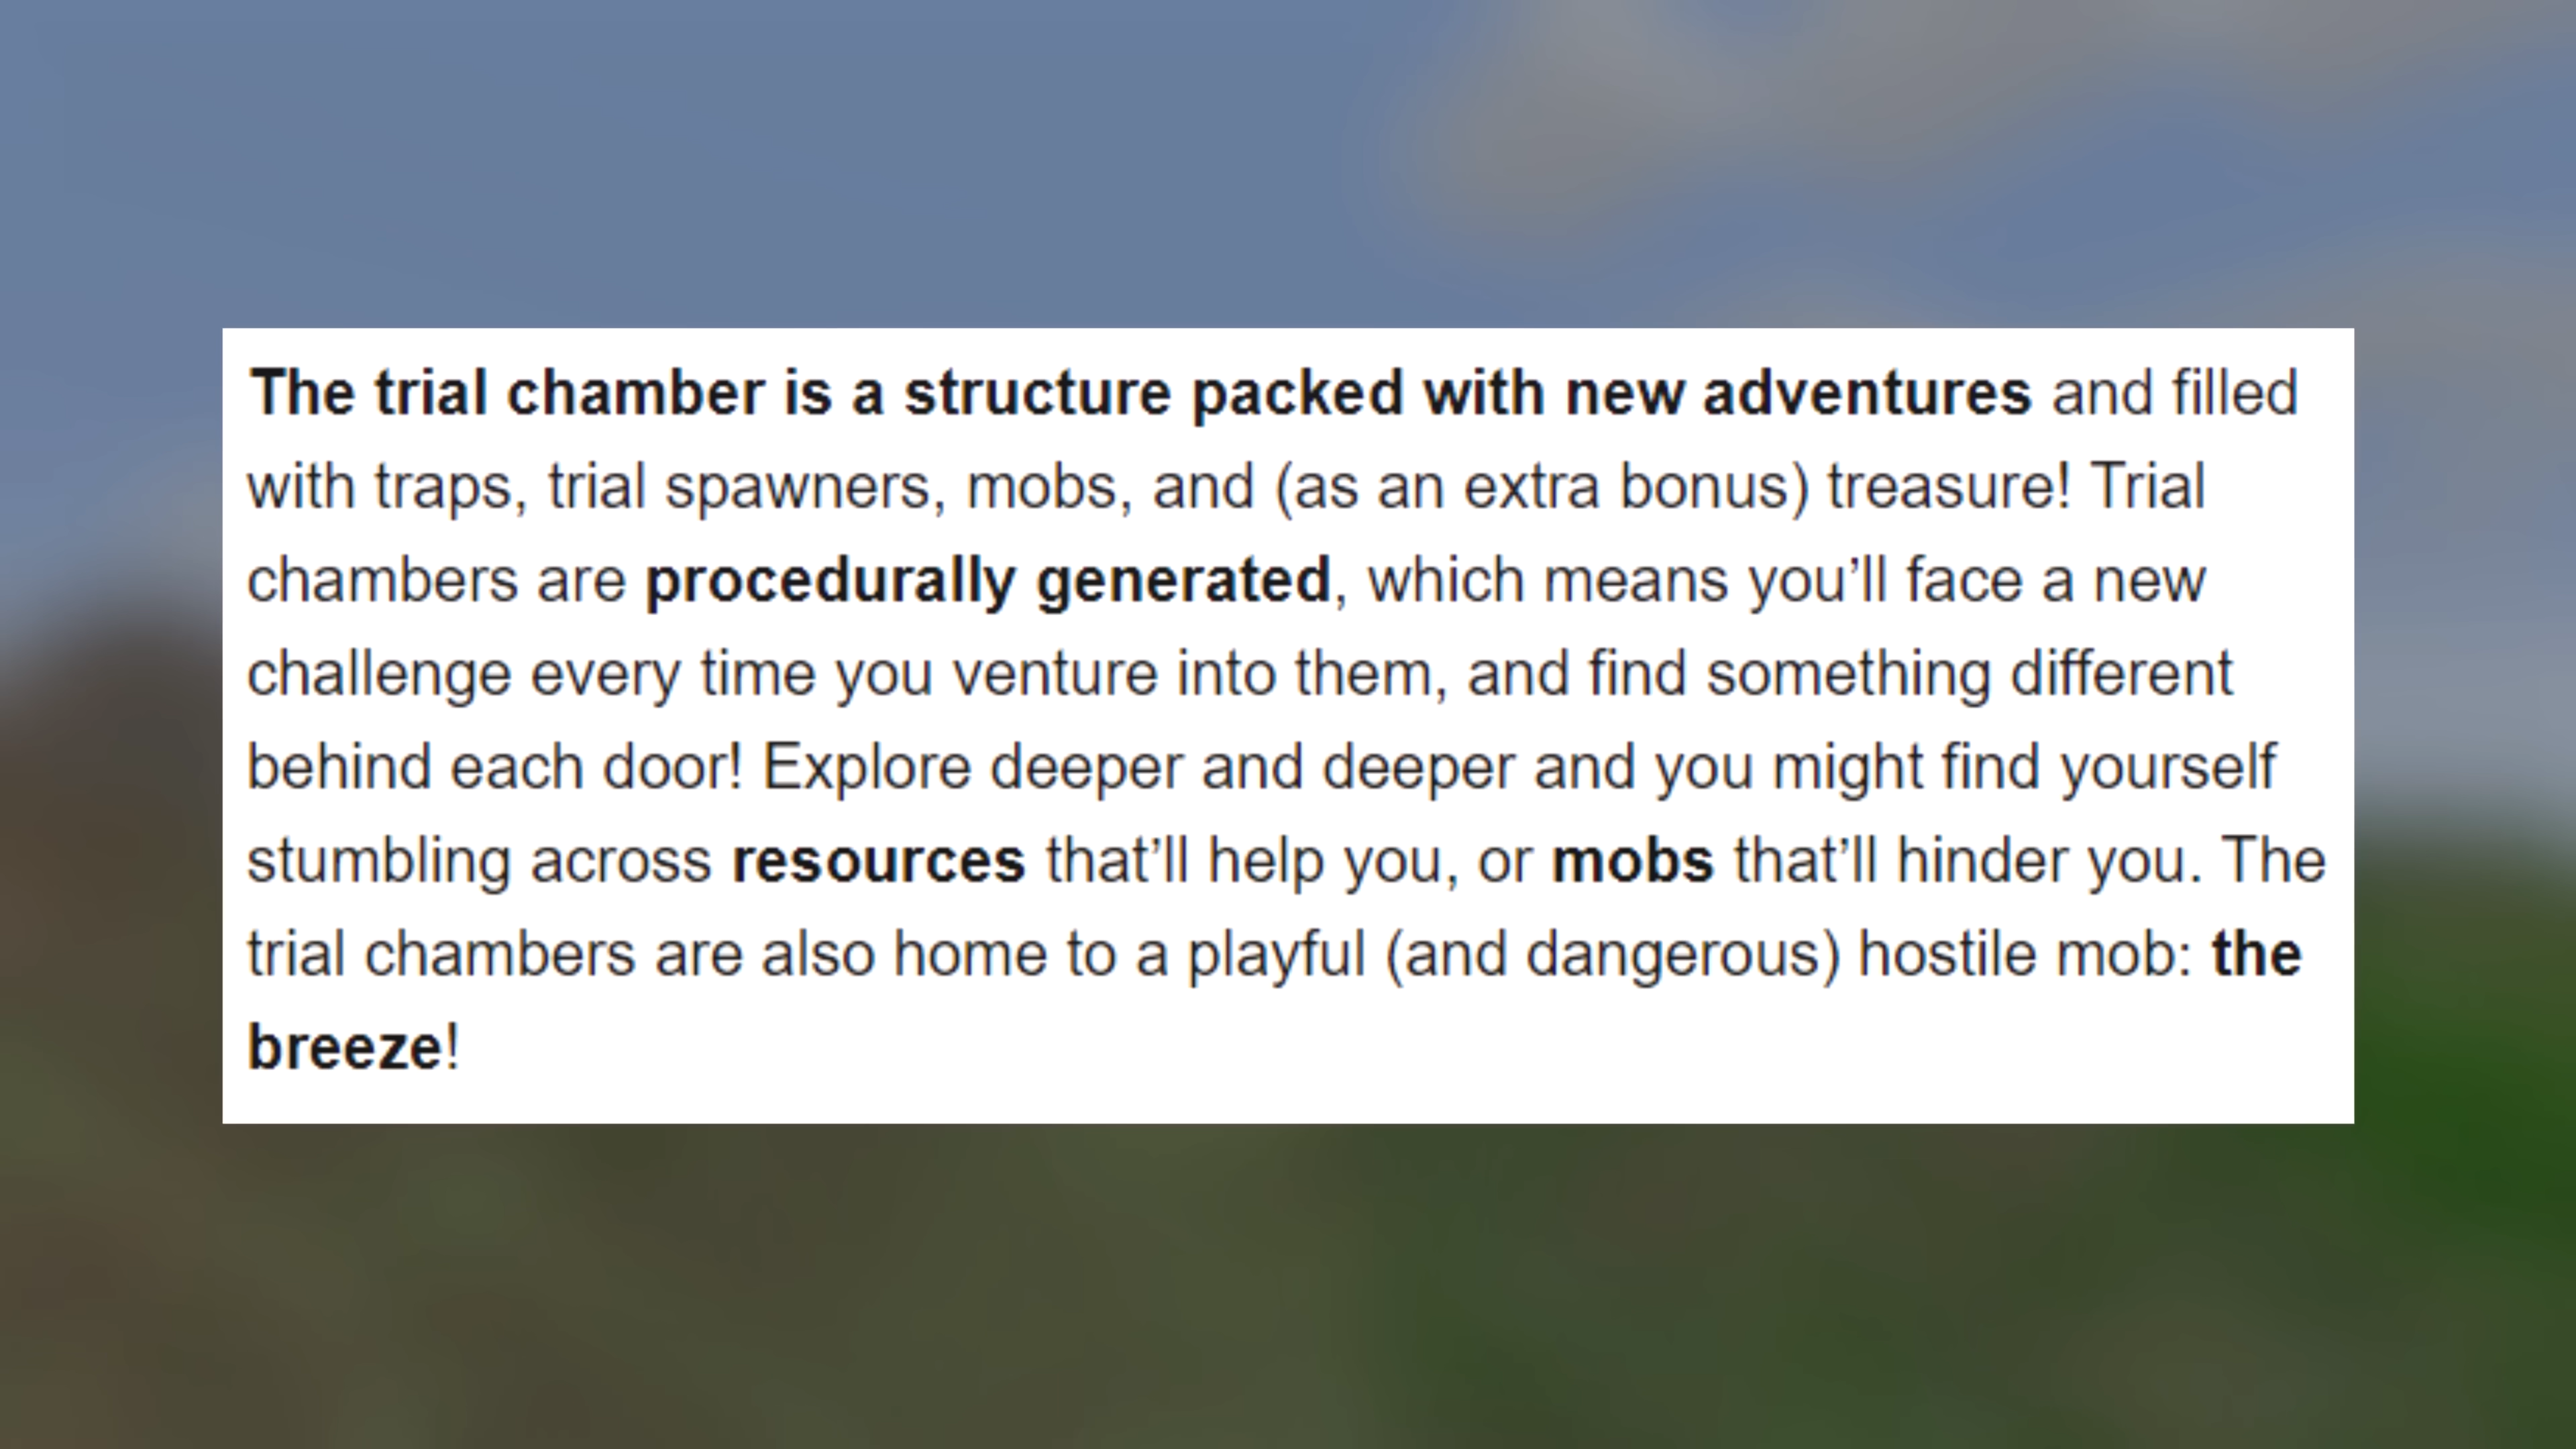 The trial chamber is a structure packed with new adventures and filled
with traps, trial spawners, mobs, and (as an extra bonus) treasure! Trial
chambers are procedurally generated, which means you’ll face a new
challenge every time you venture into them, and find something different
behind each door! Explore deeper and deeper and you might find yourself
stumbling across resources that’ll help you, or mobs that’ll hinder you. The
trial chambers are also home to a playful (and dangerous) hostile mob: the
breeze!